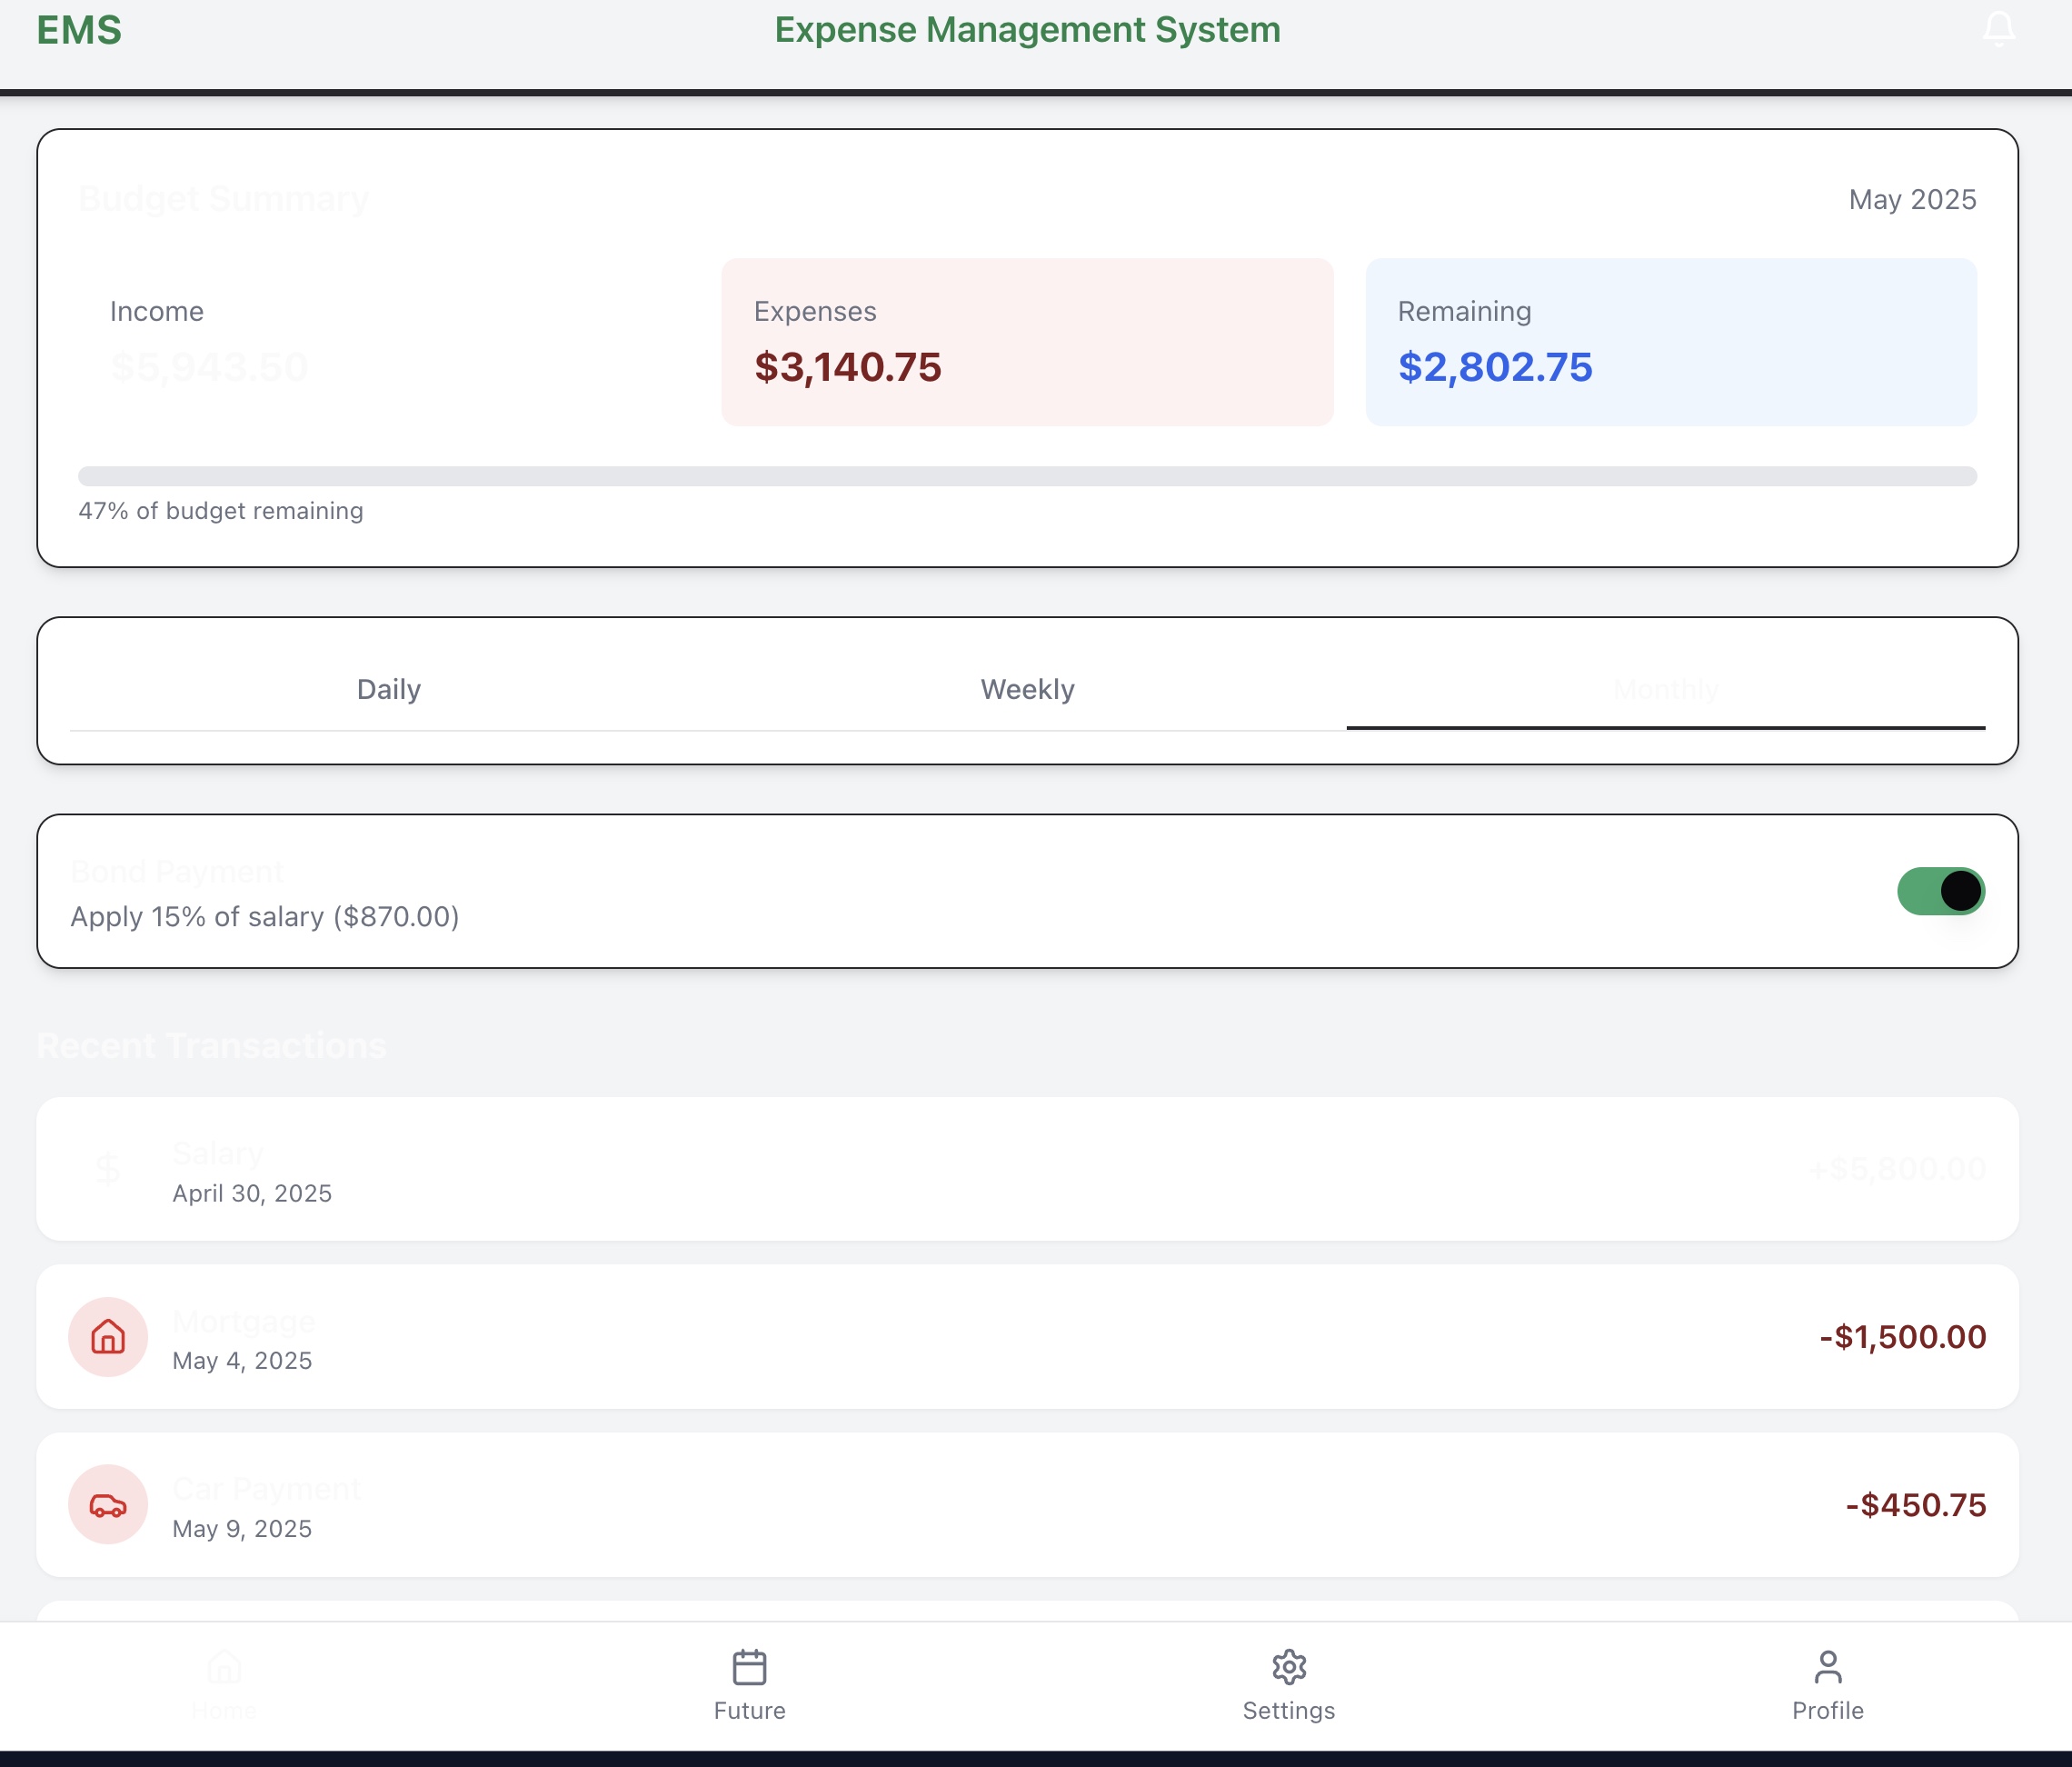 EMS
Expense Management System
Budget Summary
May 2025
Income
$5,943.50
Expenses
$3,140.75
Remaining
$2,802.75
47% of budget remaining
Daily
Weekly
Monthly
Bond Payment
Apply 15% of salary ($870.00)
Recent Transactions
$
Salary
April 30, 2025
+$5,800.00
Mortgage
May 4, 2025
-$1,500.00
Car Payment
May 9, 2025
-$450.75
Home
Future
Settings
Profile